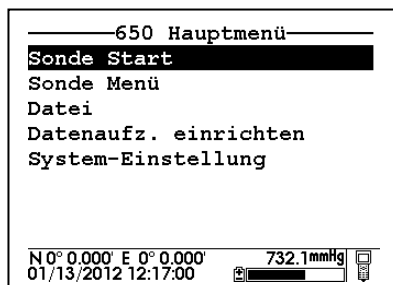 650 Hauptmenü
Sonde Start
Sonde Menü
Datei
Datenaufz. einrichten
System-Einstellung
N 0° 0.000' E 0° 0.000' 732.1mmHg
01/13/2012 12:17:00